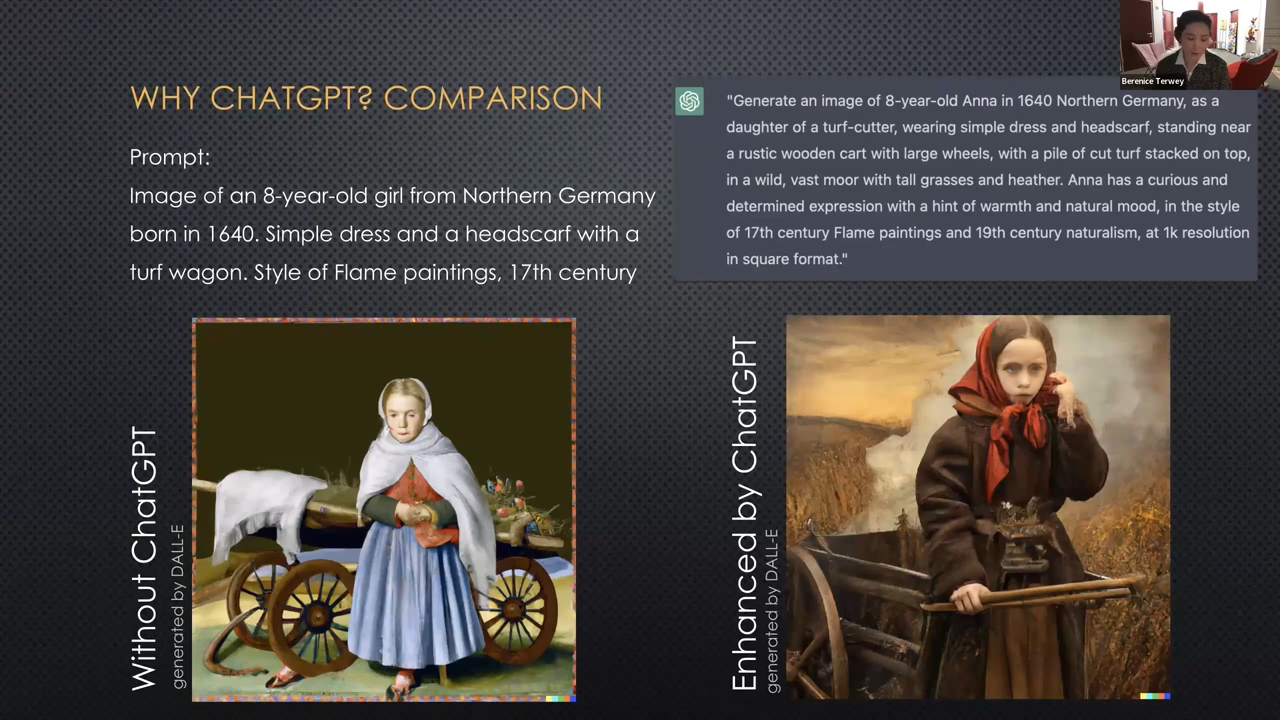 Berenice Terwey
WHY CHATGPT? COMPARISON
Prompt:
Image of an 8-year-old girl from Northern Germany
born in 1640. Simple dress and a headscarf with a
turf wagon. Style of Flame paintings, 17th century
"Generate an image of 8-year-old Anna in 1640 Northern Germany, as a
daughter of a turf-cutter, wearing simple dress and headscarf, standing near
a rustic wooden cart with large wheels, with a pile of cut turf stacked on top,
in a wild, vast moor with tall grasses and heather. Anna has a curious and
determined expression with a hint of warmth and natural mood, in the style
of 17th century Flame paintings and 19th century naturalism, at 1k resolution
in square format."
Without ChatGPT
generated by DALL-E
Enhanced by ChatGPT
generated by DALL-E